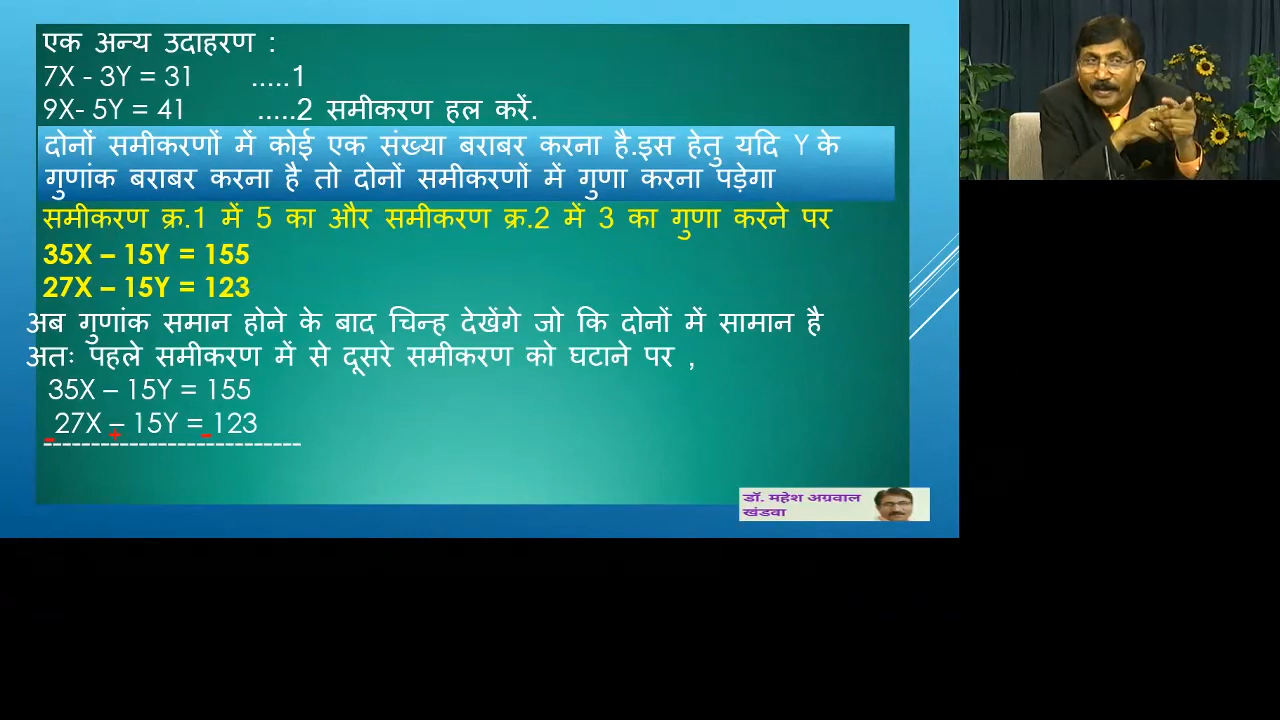 एक अन्य उदाहरण :
7X - 3Y = 31 .....1
9X- 5Y = 41 .....2 समीकरण हल करें.
दोनों समीकरणों में कोई एक संख्या बराबर करना है.इस हेतु यदि Y के
गुणांक बराबर करना है तो दोनों समीकरणों में गुणा करना पड़ेगा
समीकरण क्र.1 में 5 का और समीकरण क्र.2 में 3 का गुणा करने पर
35X – 15Y = 155
27X – 15Y = 123
अब गुणांक समान होने के बाद चिन्ह देखेंगे जो कि दोनों में सामान है
अतः पहले समीकरण में से दूसरे समीकरण को घटाने पर ,
35X – 15Y = 155
27X – 15Y = 123
- + -
---------------------------
डॉ. महेश अग्रवाल
खंडवा